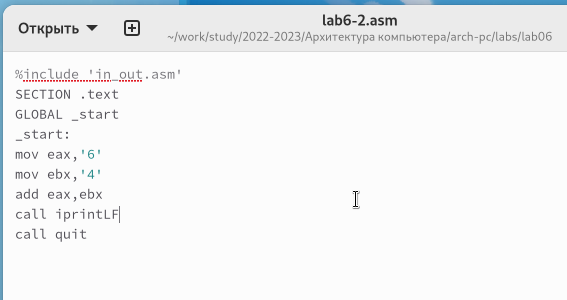 Открыть
lab6-2.asm
~/work/study/2022-2023/Архитектура компьютера/arch-pc/labs/lab06
%include 'in_out.asm'
SECTION .text
GLOBAL _start
_start:
mov eax,'6'
mov ebx,'4'
add eax,ebx
call iprintLF
call quit